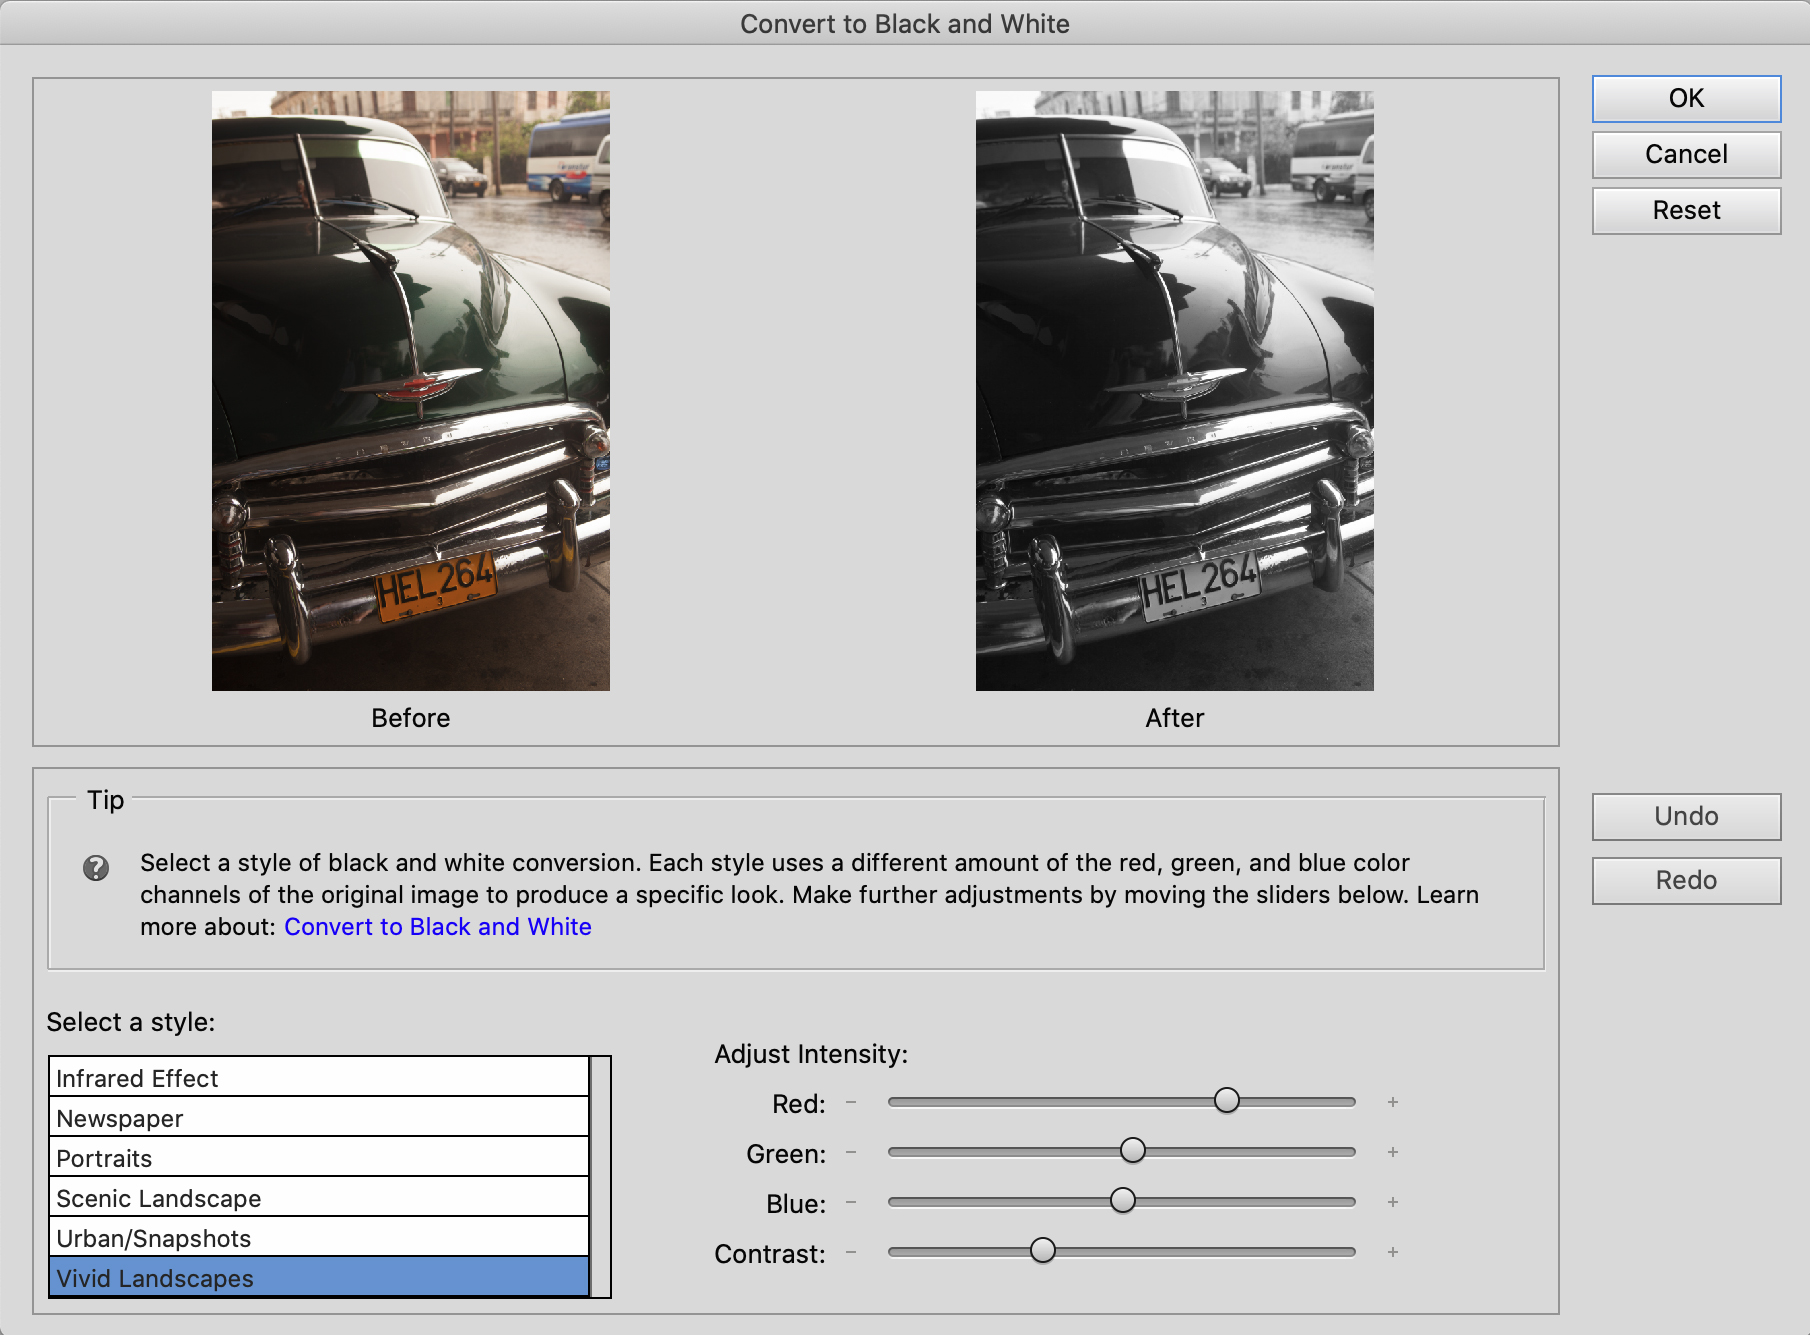 Convert to Black and White
OK
Cancel
Reset
HEL 264
3
HEL 264
3
Before
After
Tip
Select a style of black and white conversion. Each style uses a different amount of the red, green, and blue color
channels of the original image to produce a specific look. Make further adjustments by moving the sliders below. Learn
more about: Convert to Black and White
Undo
Redo
Select a style:
Infrared Effect
Newspaper
Portraits
Scenic Landscape
Urban/Snapshots
Vivid Landscapes
Adjust Intensity:
Red: − +
Green: − +
Blue: − +
Contrast: − +